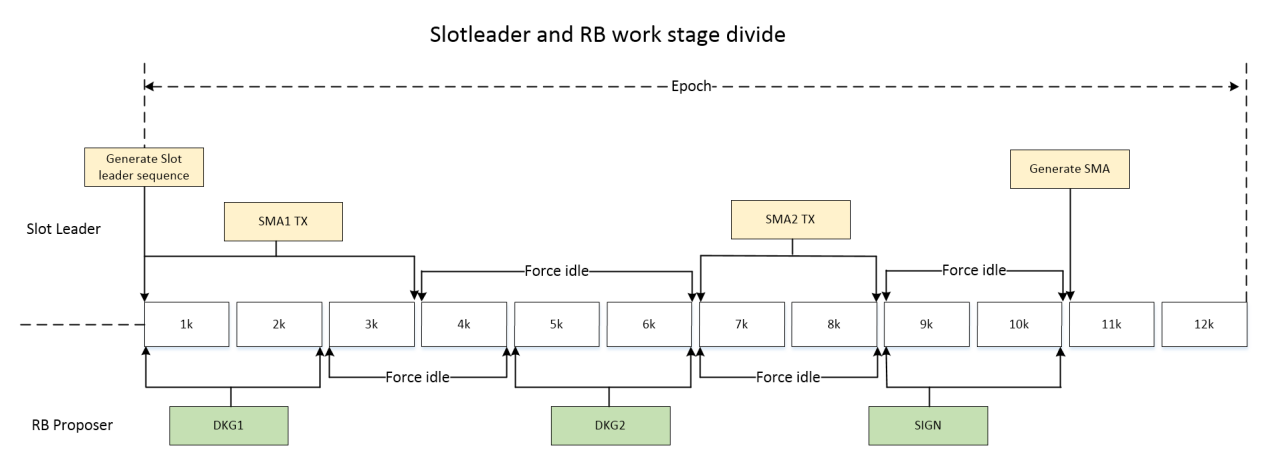 Slotleader and RB work stage divide
Epoch
Generate Slot
leader sequence
Generate SMA
SMA1 TX
SMA2 TX
Slot Leader
Force idle
Force idle
1k
2k
3k
4k
5k
6k
7k
8k
9k
10k
11k
12k
Force idle
Force idle
RB Proposer
DKG1
DKG2
SIGN